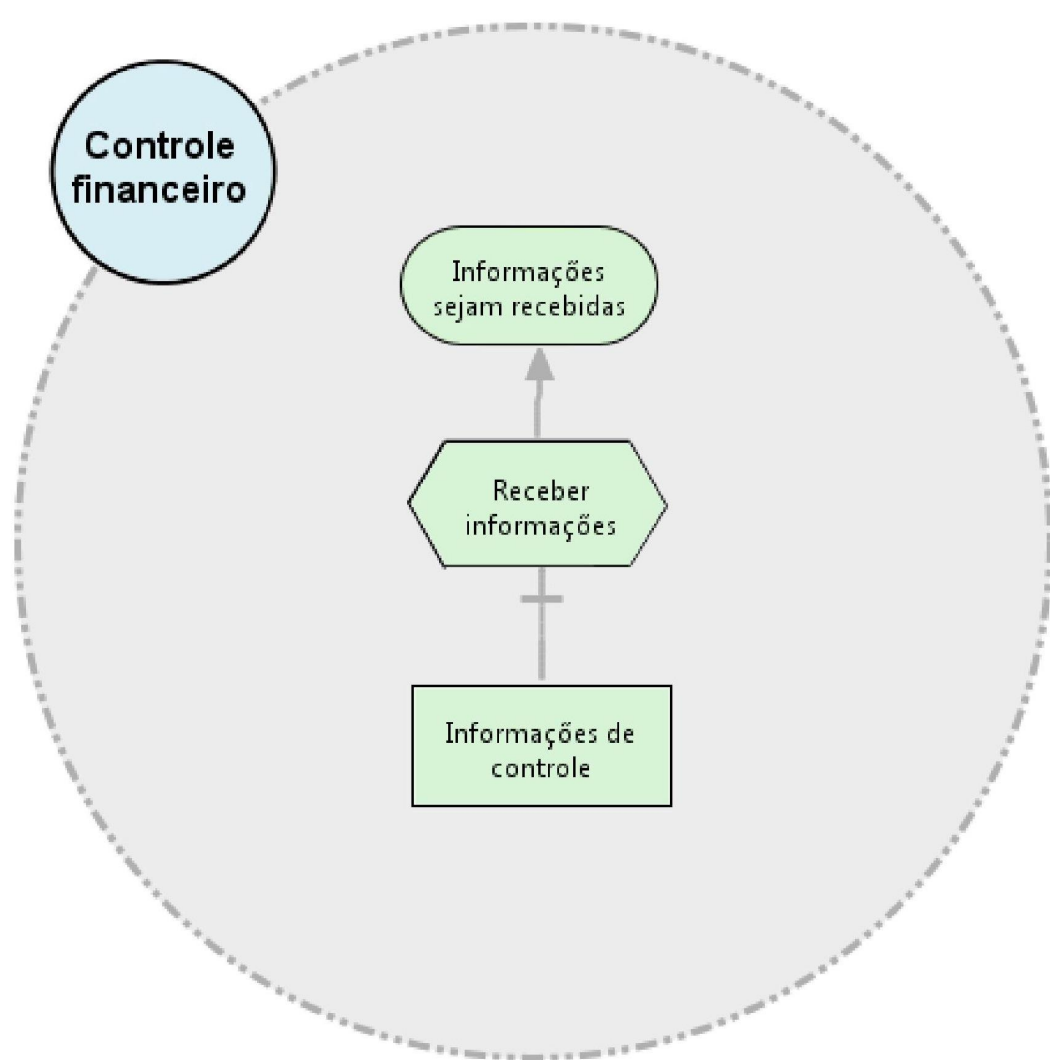 Controle
financeiro
Informações
sejam recebidas
Receber
informações
Informações de
controle